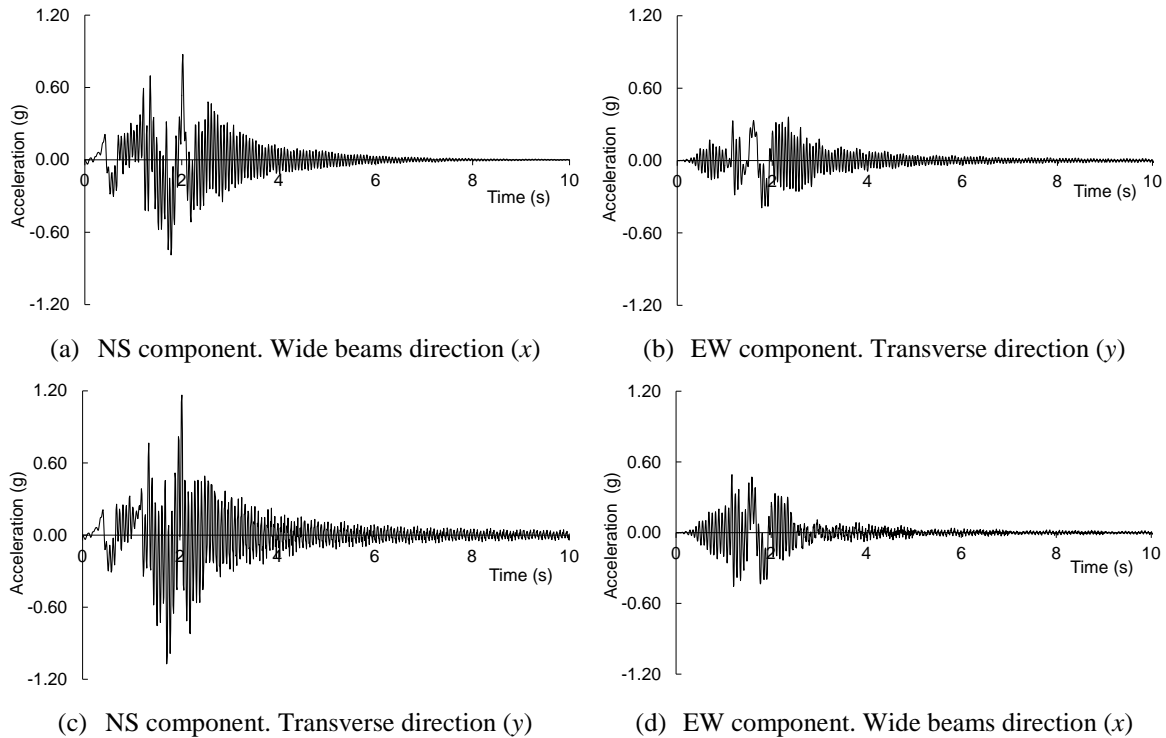 1.20
0.60
0.00
-0.60
-1.20
0 2 4 6 8 10
Acceleration (g)
Time (s)
(a) NS component. Wide beams direction (x)
1.20
0.60
0.00
-0.60
-1.20
0 2 4 6 8 10
Acceleration (g)
Time (s)
(b) EW component. Transverse direction (y)
1.20
0.60
0.00
-0.60
-1.20
0 2 4 6 8 10
Acceleration (g)
Time (s)
(c) NS component. Transverse direction (y)
1.20
0.60
0.00
-0.60
-1.20
0 2 4 6 8 10
Acceleration (g)
Time (s)
(d) EW component. Wide beams direction (x)